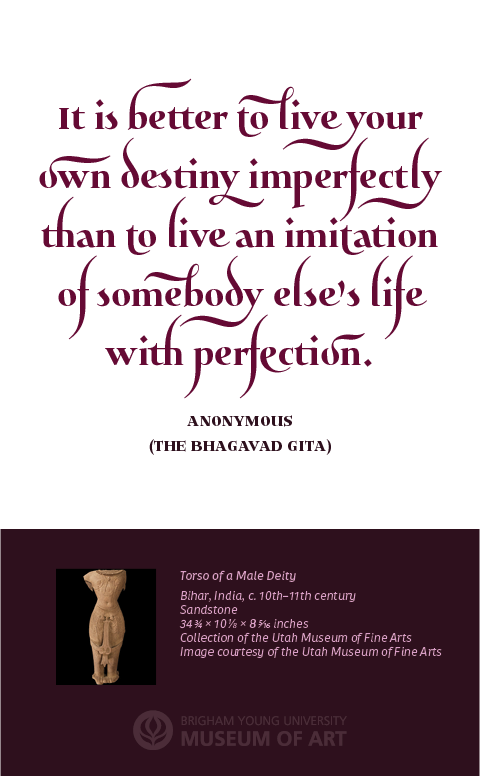 It is better to live your
own destiny imperfectly
than to live an imitation
of somebody else's life
with perfection.
ANONYMOUS
(THE BHAGAVAD GITA)
Torso of a Male Deity
Bihar, India, c. 10th–11th century
Sandstone
34 ¾ × 10 ⅛ × 8 5⁄16 inches
Collection of the Utah Museum of Fine Arts
Image courtesy of the Utah Museum of Fine Arts
BRIGHAM YOUNG UNIVERSITY
MUSEUM OF ART